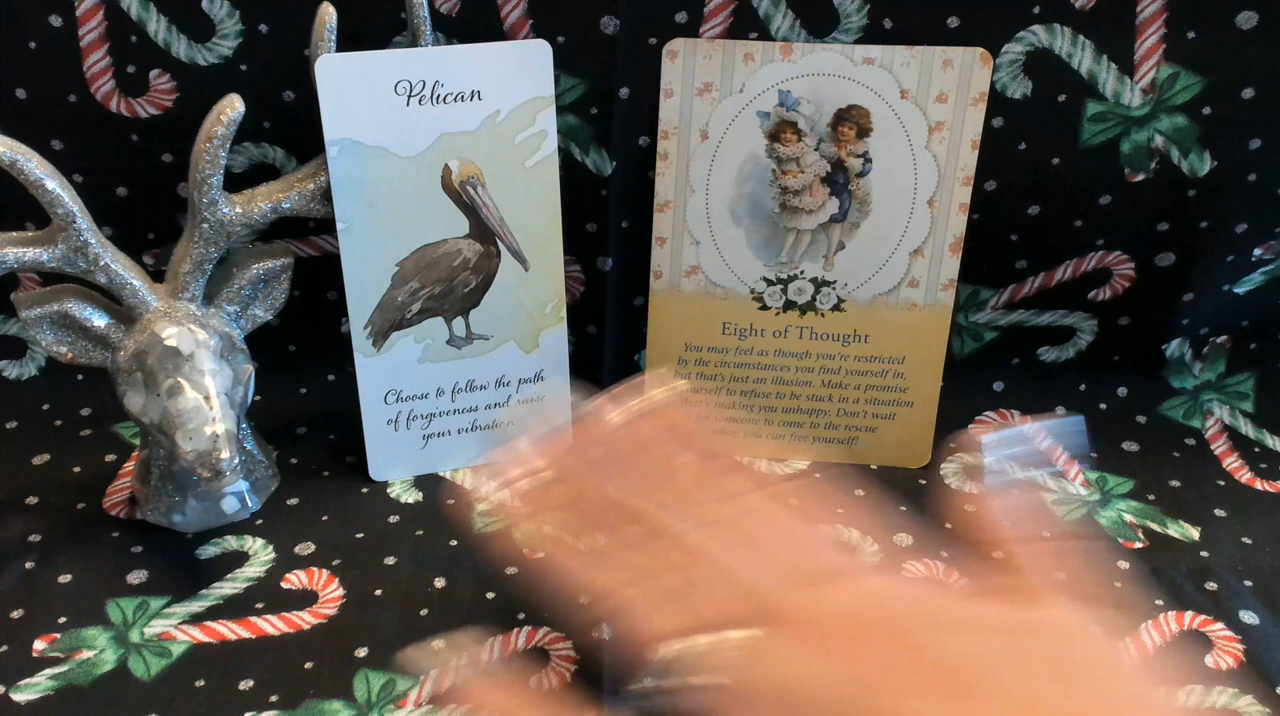 Pelican
Choose to follow the path
of forgiveness and raise
your vibration
Eight of Thought
You may feel as though you're restricted
by the circumstances you find yourself in,
but that's just an illusion. Make a promise
yourself to refuse to be stuck in a situation
that's making you unhappy. Don't wait
for someone to come to the rescue
when you can free yourself!